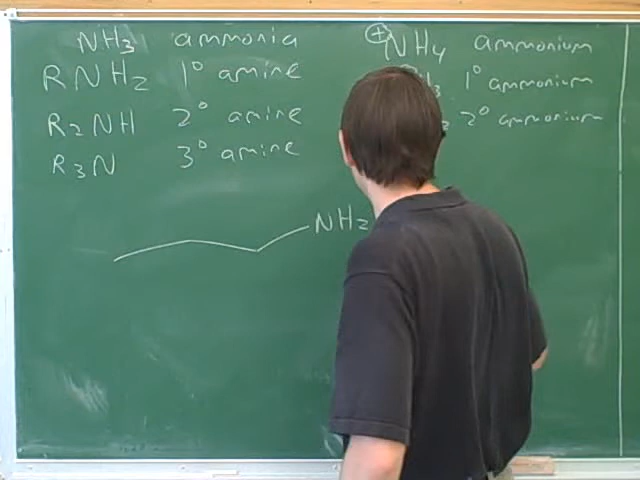 NH3 ammonia ⊕NH4 ammonium
RNH2 1° amine 1° ammonium
R2NH 2° amine 2° ammonium
R3N 3° amine
NH2